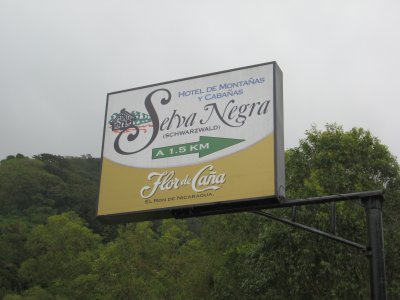 HOTEL DE MONTAÑAS
Y CABAÑAS
Selva Negra
(SCHWARZWALD)
A 1.5 KM
Flor de Caña
EL RON DE NICARAGUA.